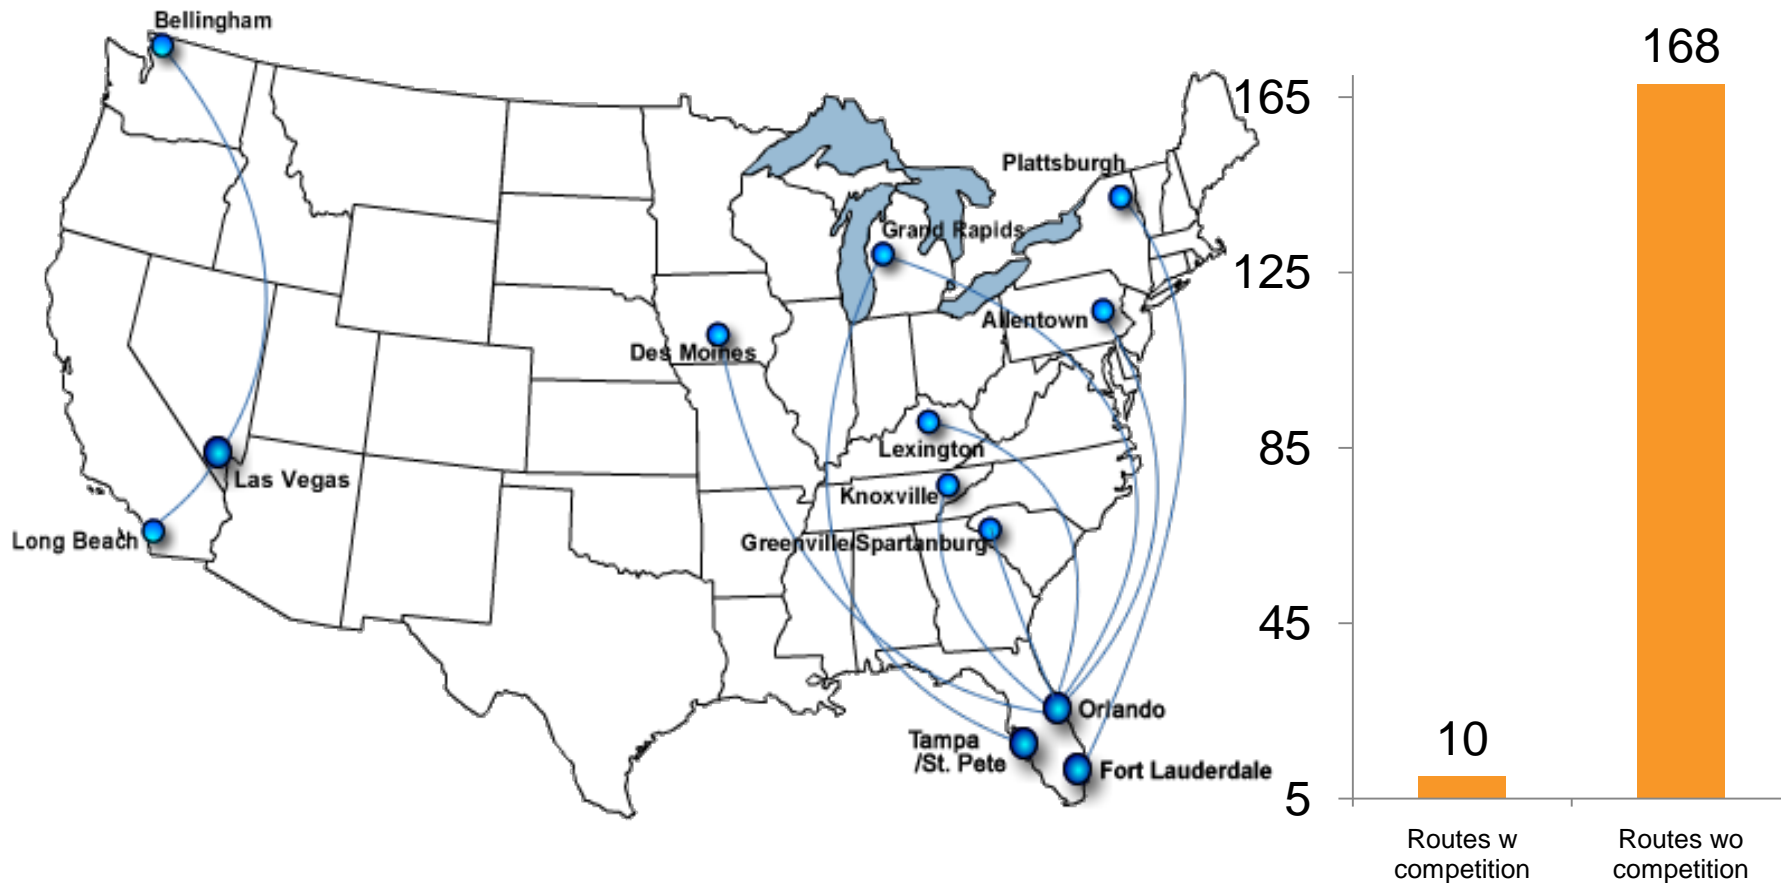 Bellingham
Plattsburgh
Grand Rapids
Allentown
Des Moines
Lexington
Las Vegas
Knoxville
Long Beach
Greenville/Spartanburg
Orlando
Tampa
/St. Pete
Fort Lauderdale
168
165
125
85
45
10
5
Routes w
competition
Routes wo
competition